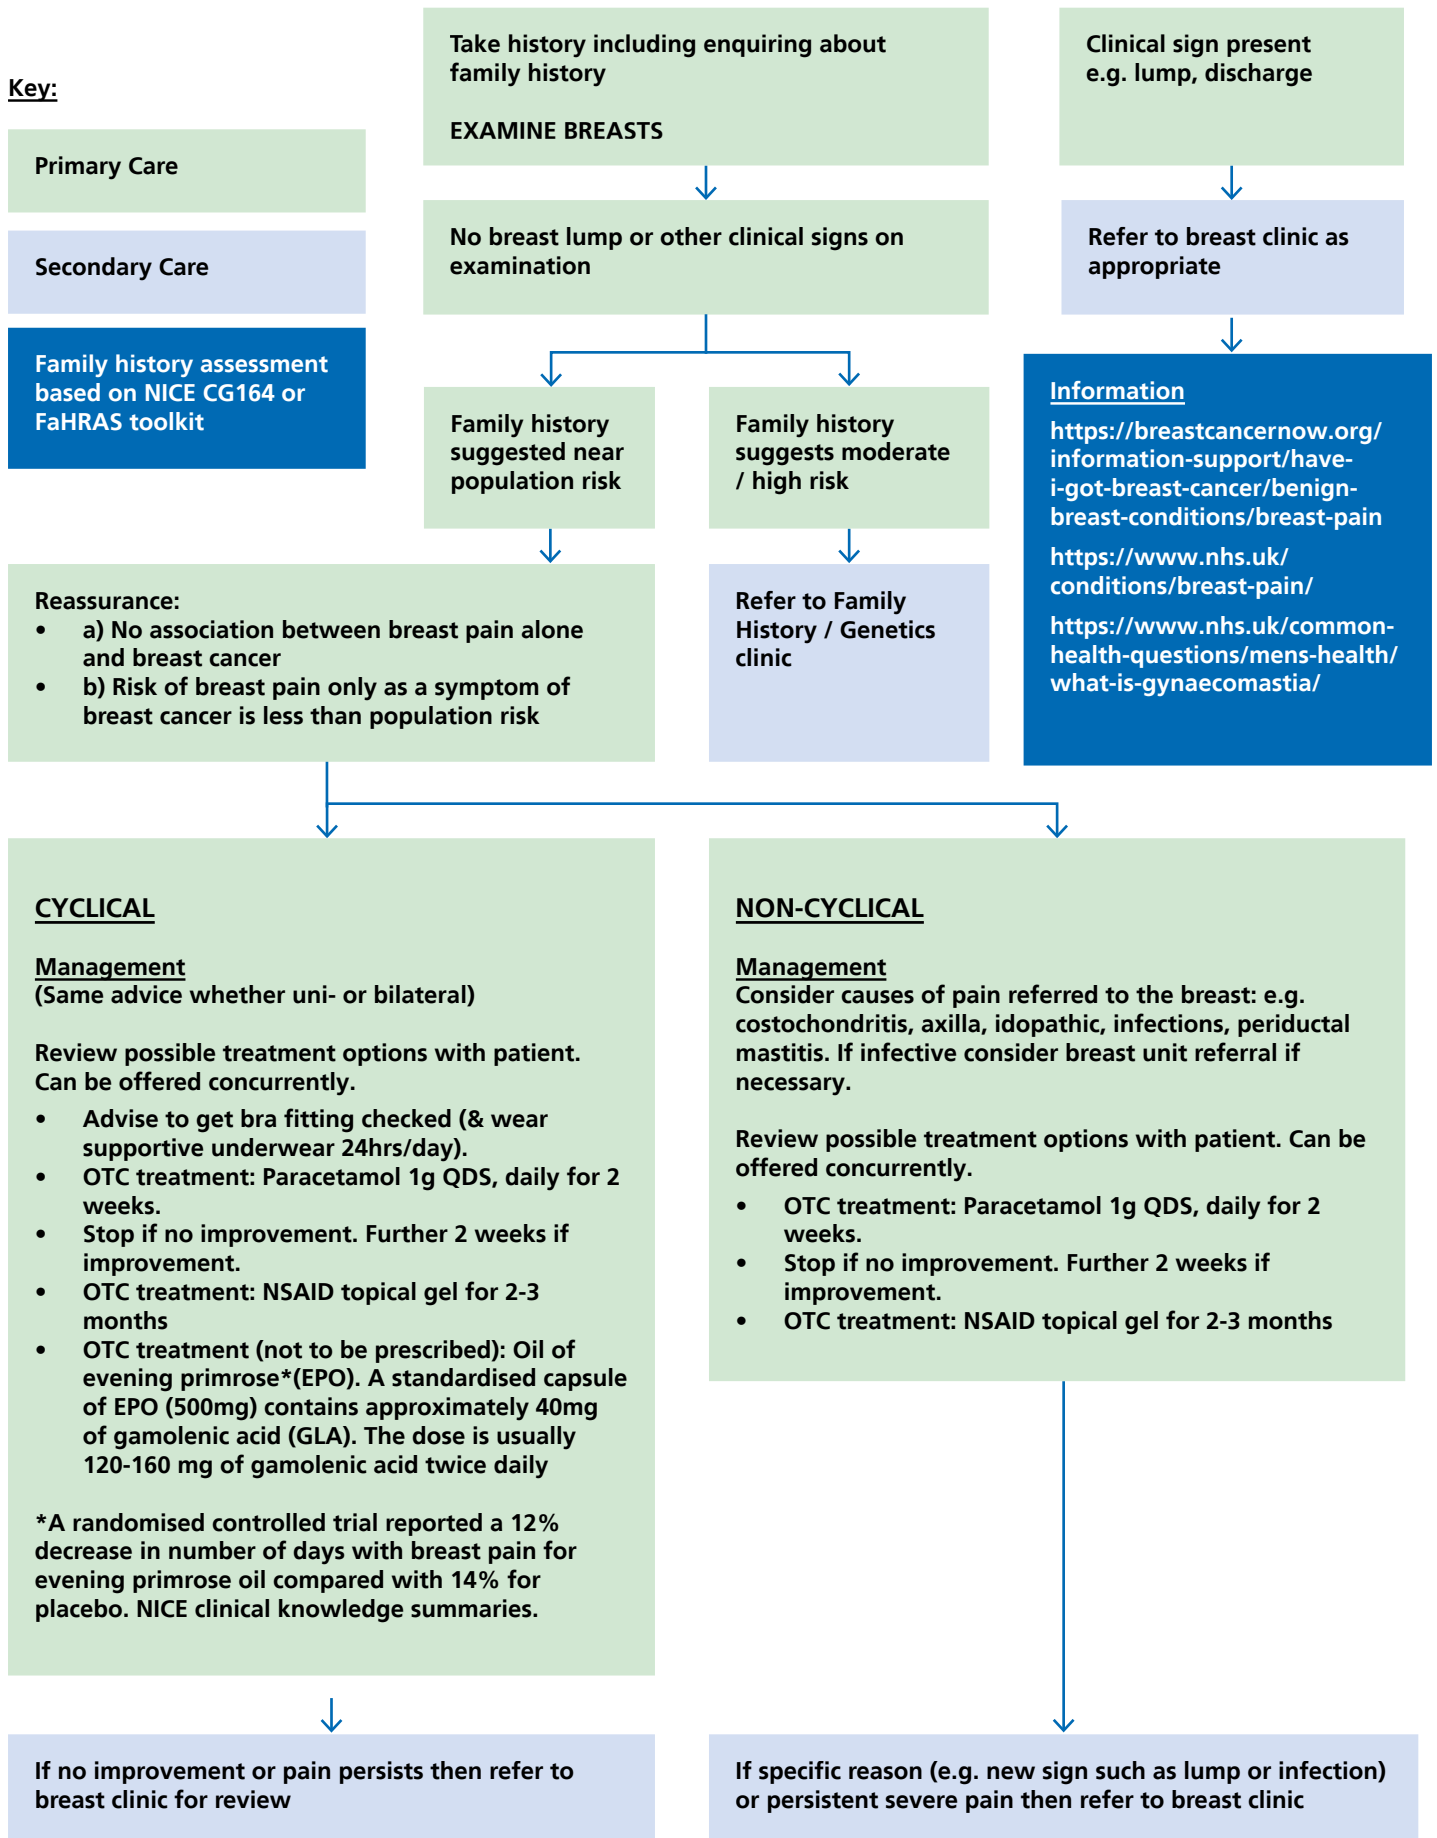 Key:
Primary Care
Secondary Care
Family history assessment
based on NICE CG164 or
FaHRAS toolkit
Take history including enquiring about
family history
EXAMINE BREASTS
No breast lump or other clinical signs on
examination
Family history
suggested near
population risk
Family history
suggests moderate
/ high risk
Refer to Family
History / Genetics
clinic
Clinical sign present
e.g. lump, discharge
Refer to breast clinic as
appropriate
Information
https://breastcancernow.org/
information-support/have-
i-got-breast-cancer/benign-
breast-conditions/breast-pain
https://www.nhs.uk/
conditions/breast-pain/
https://www.nhs.uk/common-
health-questions/mens-health/
what-is-gynaecomastia/
Reassurance:
• a) No association between breast pain alone
and breast cancer
• b) Risk of breast pain only as a symptom of
breast cancer is less than population risk
CYCLICAL
Management
(Same advice whether uni- or bilateral)
Review possible treatment options with patient.
Can be offered concurrently.
• Advise to get bra fitting checked (& wear
supportive underwear 24hrs/day).
• OTC treatment: Paracetamol 1g QDS, daily for 2
weeks.
• Stop if no improvement. Further 2 weeks if
improvement.
• OTC treatment: NSAID topical gel for 2-3
months
• OTC treatment (not to be prescribed): Oil of
evening primrose*(EPO). A standardised capsule
of EPO (500mg) contains approximately 40mg
of gamolenic acid (GLA). The dose is usually
120-160 mg of gamolenic acid twice daily
*A randomised controlled trial reported a 12%
decrease in number of days with breast pain for
evening primrose oil compared with 14% for
placebo. NICE clinical knowledge summaries.
If no improvement or pain persists then refer to
breast clinic for review
NON-CYCLICAL
Management
Consider causes of pain referred to the breast: e.g.
costochondritis, axilla, idopathic, infections, periductal
mastitis. If infective consider breast unit referral if
necessary.
Review possible treatment options with patient. Can be
offered concurrently.
• OTC treatment: Paracetamol 1g QDS, daily for 2
weeks.
• Stop if no improvement. Further 2 weeks if
improvement.
• OTC treatment: NSAID topical gel for 2-3 months
If specific reason (e.g. new sign such as lump or infection)
or persistent severe pain then refer to breast clinic